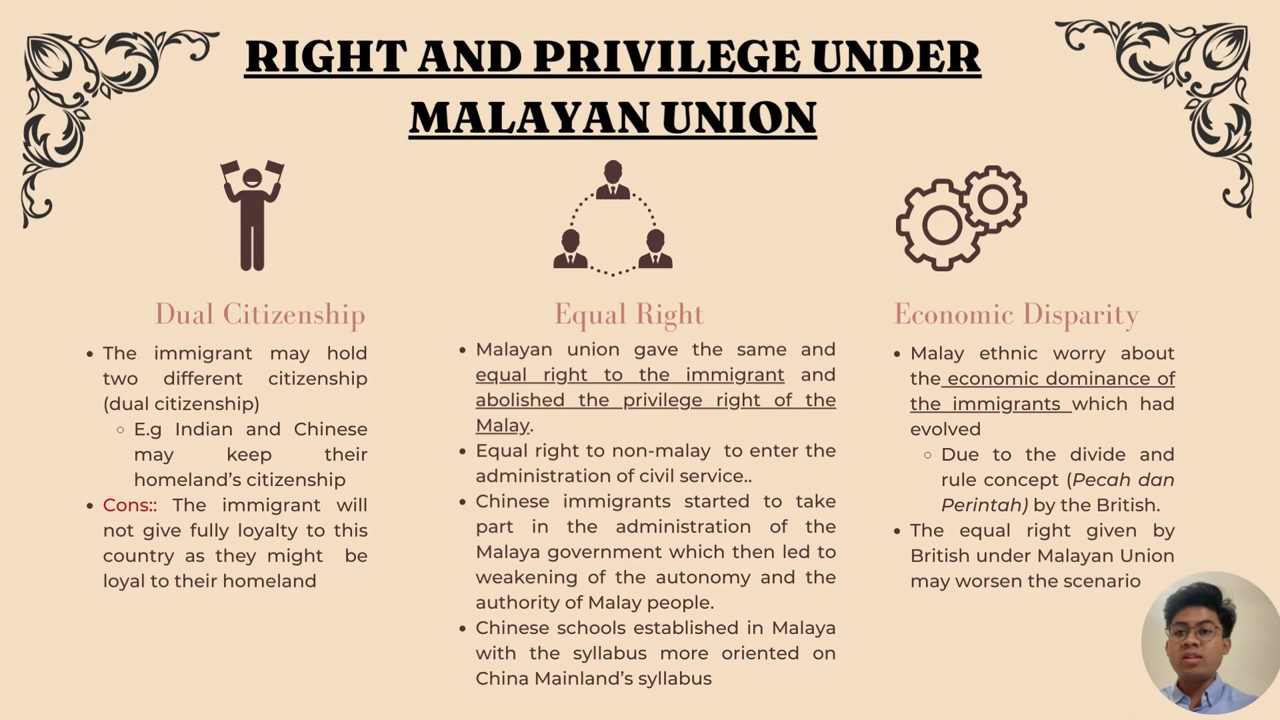 RIGHT AND PRIVILEGE UNDER
MALAYAN UNION
Dual Citizenship
• The immigrant may hold
two different citizenship
(dual citizenship)
○ E.g Indian and Chinese
may keep their
homeland's citizenship
• Cons:: The immigrant will
not give fully loyalty to this
country as they might be
loyal to their homeland
Equal Right
• Malayan union gave the same and
equal right to the immigrant and
abolished the privilege right of the
Malay.
• Equal right to non-malay to enter the
administration of civil service..
• Chinese immigrants started to take
part in the administration of the
Malaya government which then led to
weakening of the autonomy and the
authority of Malay people.
• Chinese schools established in Malaya
with the syllabus more oriented on
China Mainland's syllabus
Economic Disparity
• Malay ethnic worry about
the economic dominance of
the immigrants which had
evolved
○ Due to the divide and
rule concept (Pecah dan
Perintah) by the British.
• The equal right given by
British under Malayan Union
may worsen the scenario